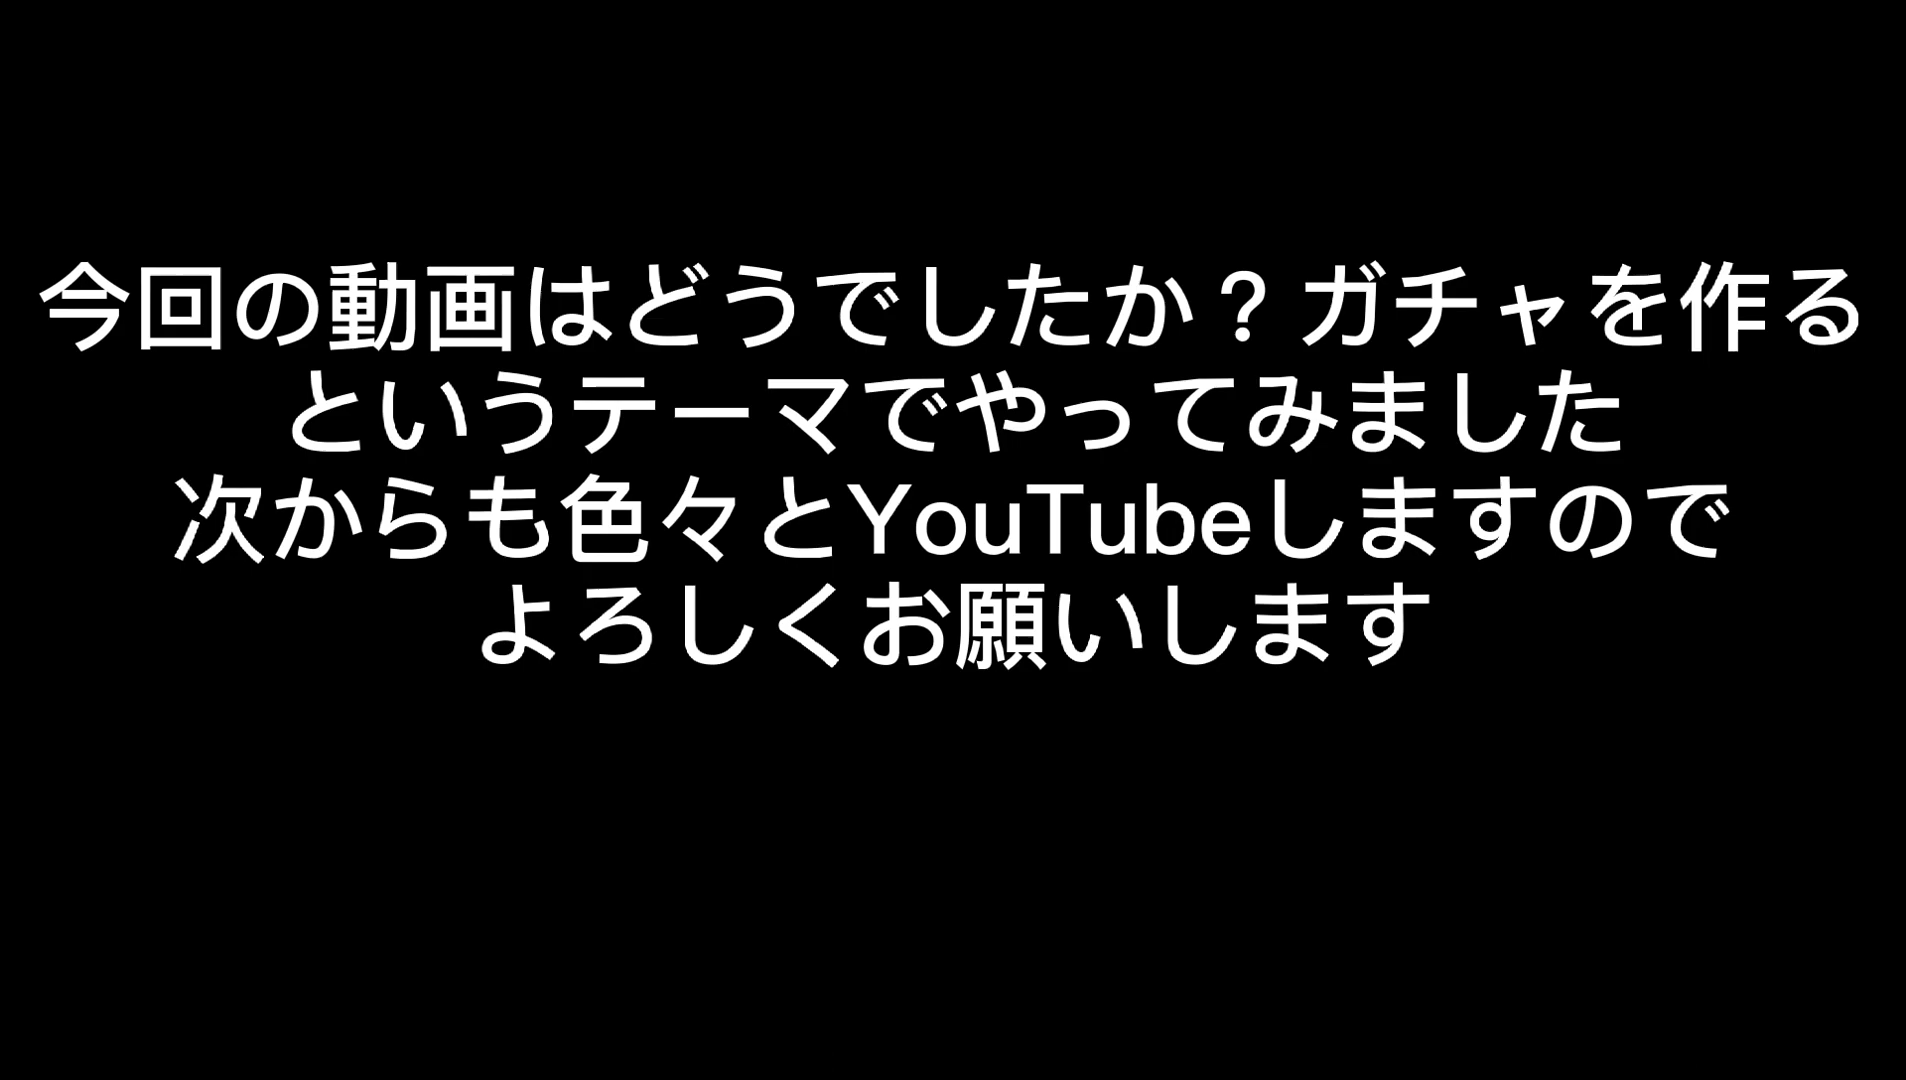 今回の動画はどうでしたか？ガチャを作る
というテーマでやってみました
次からも色々とYouTubeしますので
よろしくお願いします